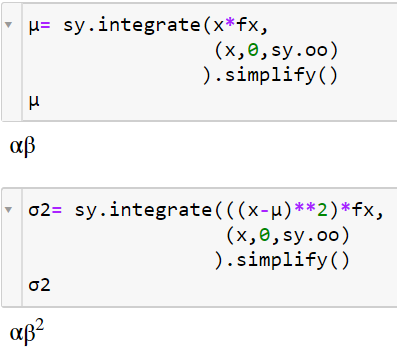 μ= sy.integrate(x*fx,
(x,0,sy.oo)
).simplify()
μ
αβ
σ2= sy.integrate(((x-μ)**2)*fx,
(x,0,sy.oo)
).simplify()
σ2
αβ²